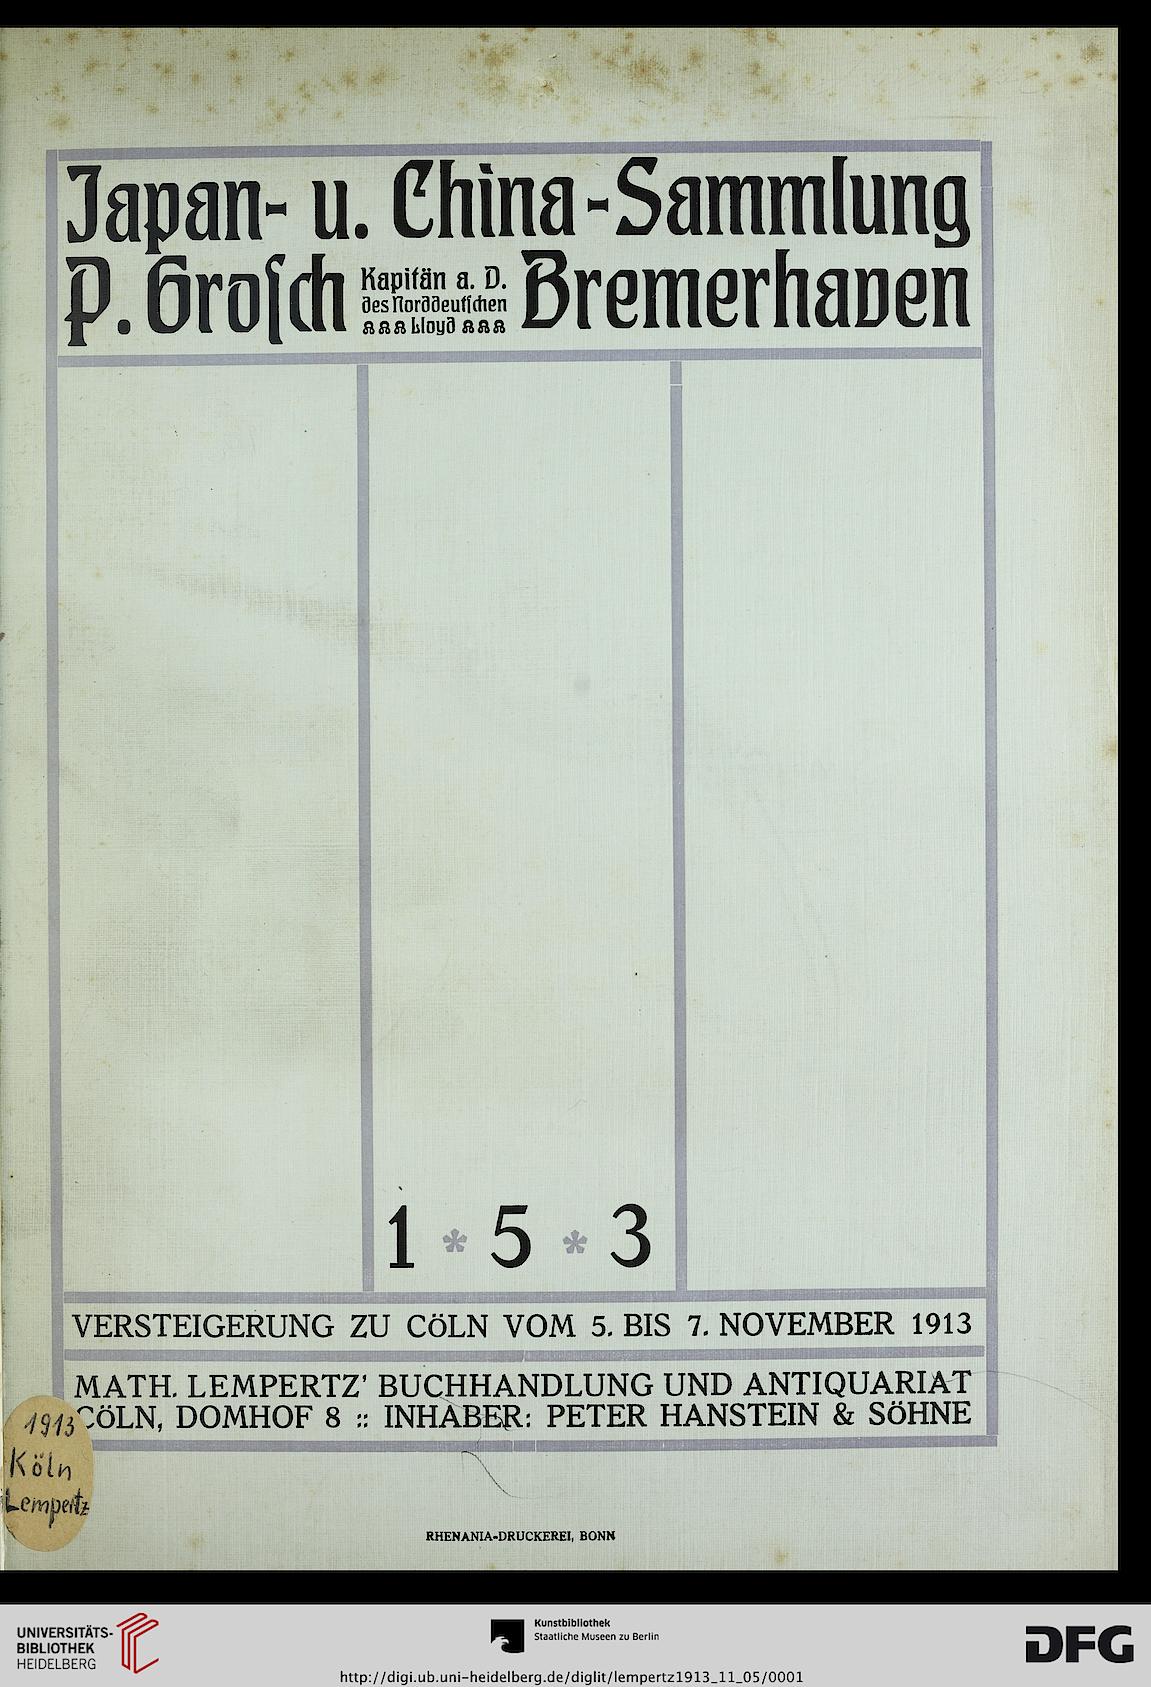 Japan- u. China-Sammlung
P. Groſch Kapitän a. D. des Norddeutſchen Lloyd Bremerhaven
1 * 5 * 3
VERSTEIGERUNG ZU CÖLN VOM 5. BIS 7. NOVEMBER 1913
MATH. LEMPERTZ' BUCHHANDLUNG UND ANTIQUARIAT
CÖLN, DOMHOF 8 :: INHABER: PETER HANSTEIN & SÖHNE
1913
Köln
Lempertz
RHENANIA-DRUCKEREI, BONN
UNIVERSITÄTS-
BIBLIOTHEK
HEIDELBERG
Kunstbibliothek
Staatliche Museen zu Berlin
DFG
http://digi.ub.uni-heidelberg.de/diglit/lempertz1913_11_05/0001